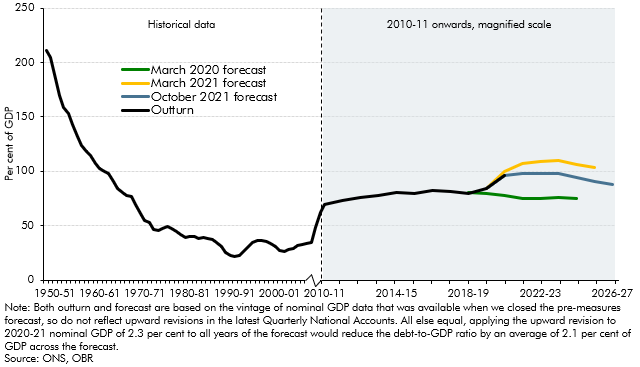 250
200
150
100
50
0
Per cent of GDP
Historical data
2010-11 onwards, magnified scale
March 2020 forecast
March 2021 forecast
October 2021 forecast
Outturn
1950-51 1960-61 1970-71 1980-81 1990-91 2000-01 2010-11 2014-15 2018-19 2022-23 2026-27
Note: Both outturn and forecast are based on the vintage of nominal GDP data that was available when we closed the pre-measures
forecast, so do not reflect upward revisions in the latest Quarterly National Accounts. All else equal, applying the upward revision to
2020-21 nominal GDP of 2.3 per cent to all years of the forecast would reduce the debt-to-GDP ratio by an average of 2.1 per cent of
GDP across the forecast.
Source: ONS, OBR